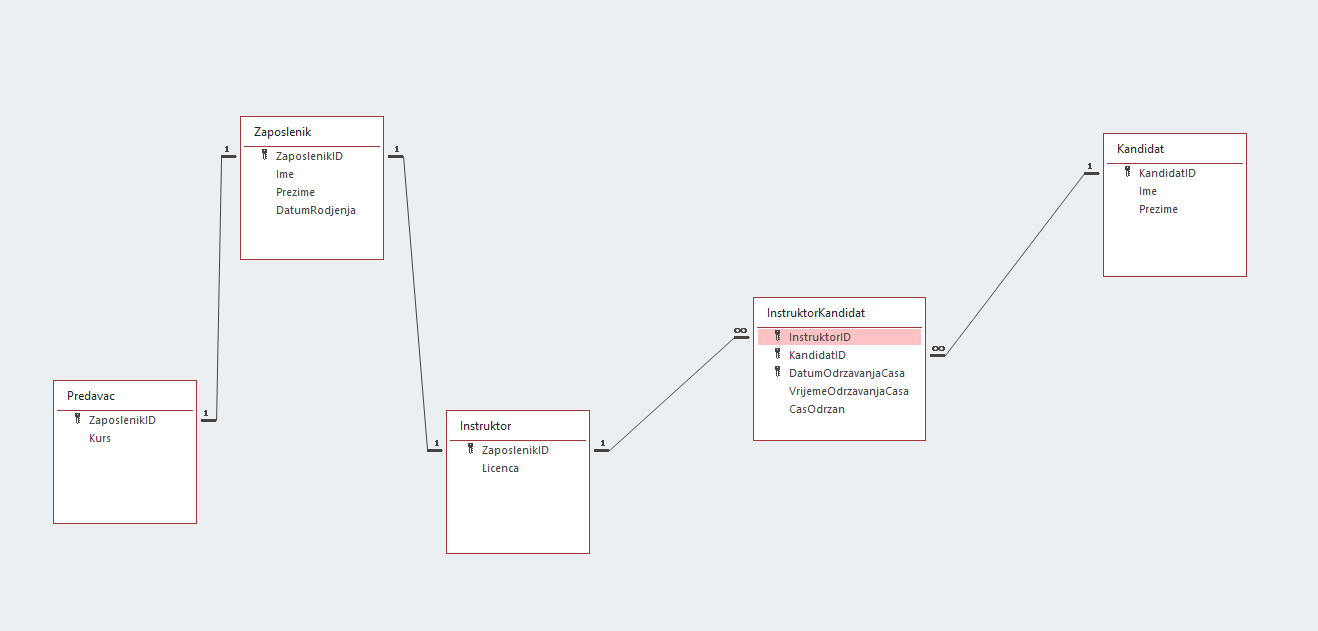 Zaposlenik
ZaposlenikID
Ime
Prezime
DatumRodjenja
1
1
Predavac
ZaposlenikID
Kurs
1
Instruktor
ZaposlenikID
Licenca
1
1
InstruktorKandidat
InstruktorID
KandidatID
DatumOdrzavanjaCasa
VrijemeOdrzavanjaCasa
CasOdrzan
∞
∞
Kandidat
KandidatID
Ime
Prezime
1